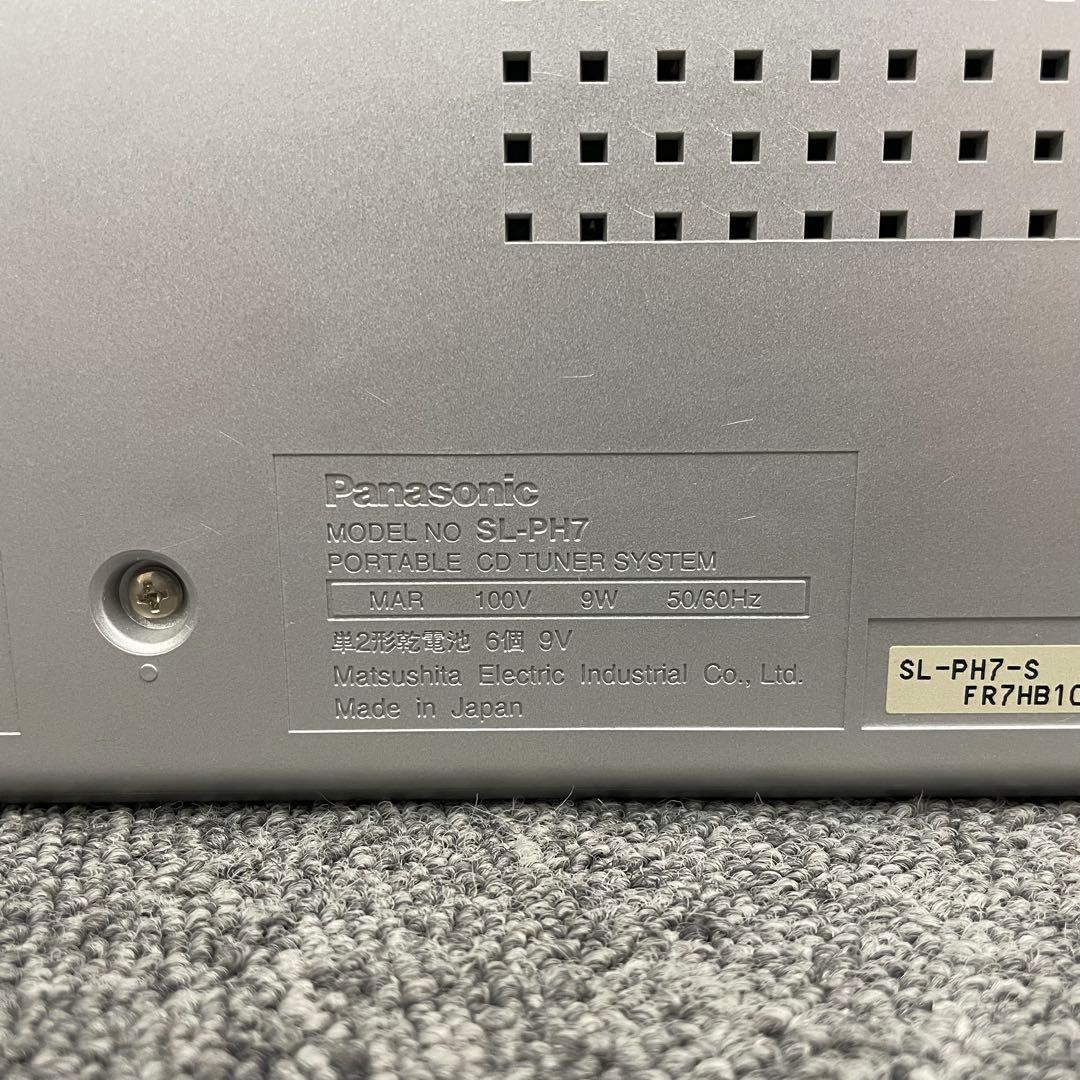 Panasonic
MODEL NO SL-PH7
PORTABLE CD TUNER SYSTEM
MAR 100V 9W 50/60Hz
単2形乾電池 6個 9V
Matsushita Electric Industrial Co., Ltd.
Made in Japan
SL-PH7-S
FR7HB10